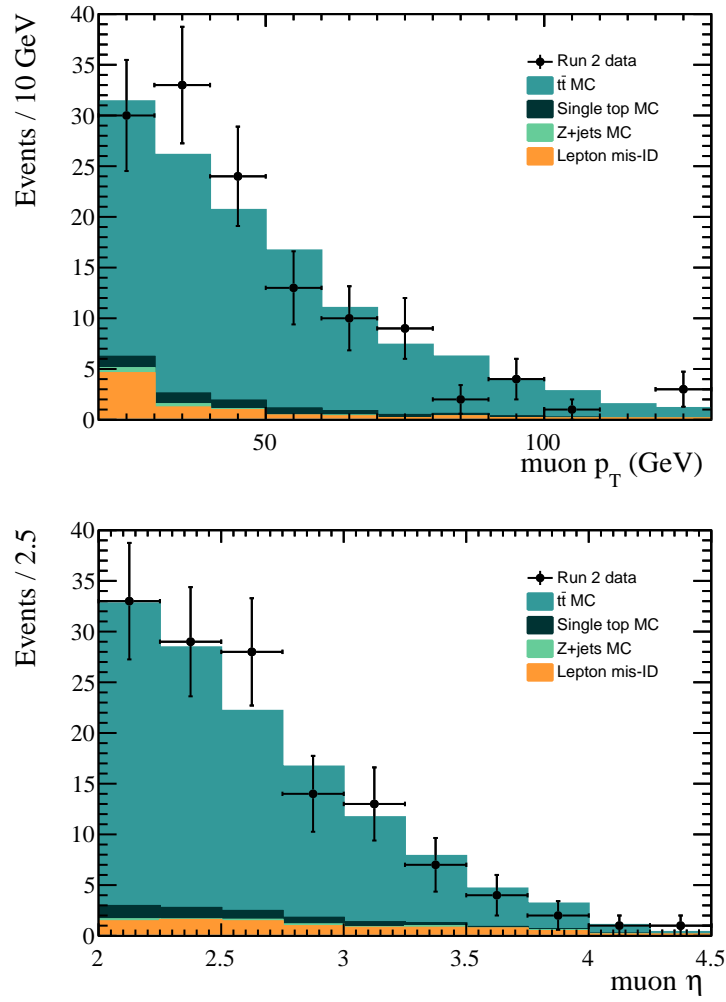 Events / 10 GeV
40
35
30
25
20
15
10
5
0
50
100
muon p_T (GeV)
Run 2 data
tt̄ MC
Single top MC
Z+jets MC
Lepton mis-ID
Events / 2.5
40
35
30
25
20
15
10
5
0
2
2.5
3
3.5
4
4.5
muon η
Run 2 data
tt̄ MC
Single top MC
Z+jets MC
Lepton mis-ID